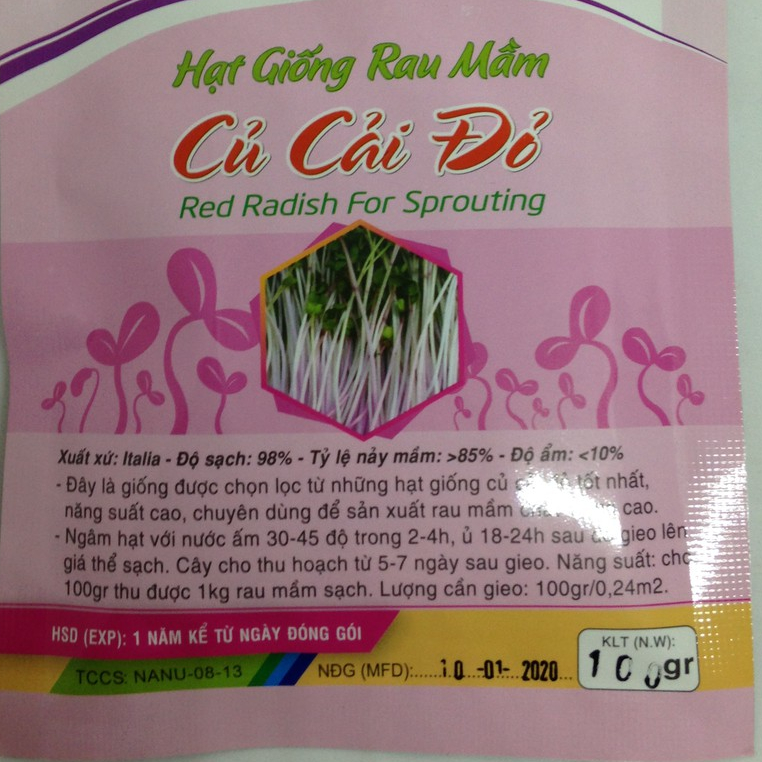 Hạt Giống Rau Mầm
Củ Cải Đỏ
Red Radish For Sprouting
Xuất xứ: Italia - Độ sạch: 98% - Tỷ lệ nảy mầm: >85% - Độ ẩm: <10%
- Đây là giống được chọn lọc từ những hạt giống củ tốt nhất,
năng suất cao, chuyên dùng để sản xuất rau mầm cao.
- Ngâm hạt với nước ấm 30-45 độ trong 2-4h, ủ 18-24h sau gieo lên
giá thể sạch. Cây cho thu hoạch từ 5-7 ngày sau gieo. Năng suất: cho
100gr thu được 1kg rau mầm sạch. Lượng cần gieo: 100gr/0,24m2.
HSD (EXP): 1 NĂM KỂ TỪ NGÀY ĐÓNG GÓI
KLT (N.W):
TCCS: NANU-08-13 NĐG (MFD):......10...-01-..2020... 100gr